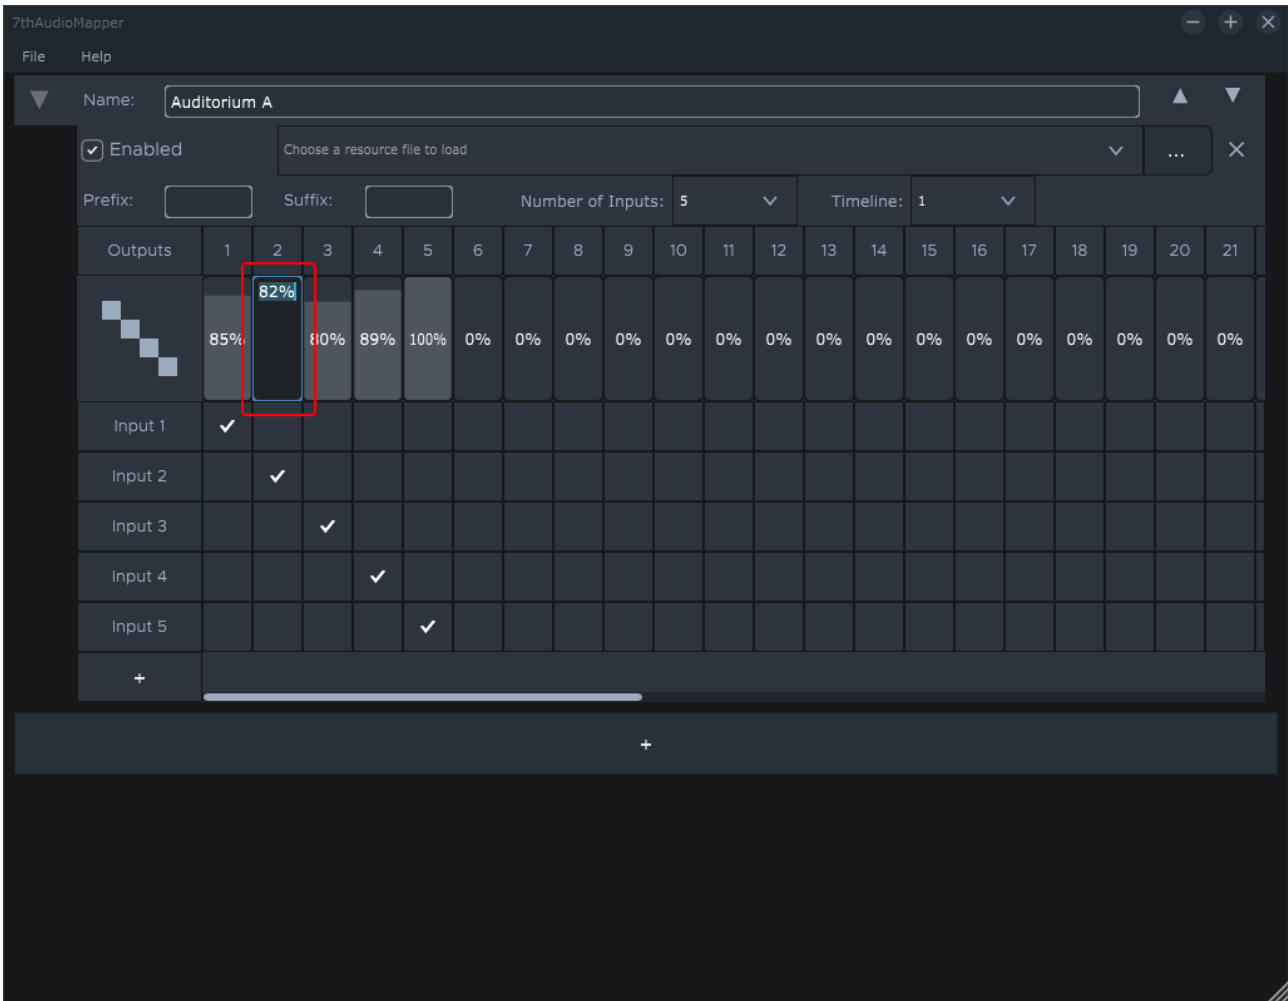 7thAudioMapper
File Help
Name: Auditorium A
Enabled Choose a resource file to load ...
Prefix: Suffix: Number of Inputs: 5 Timeline: 1
Outputs 1 2 3 4 5 6 7 8 9 10 11 12 13 14 15 16 17 18 19 20 21
82%
85% 80% 89% 100% 0% 0% 0% 0% 0% 0% 0% 0% 0% 0% 0% 0% 0% 0% 0% 0%
Input 1
Input 2
Input 3
Input 4
Input 5
+
+